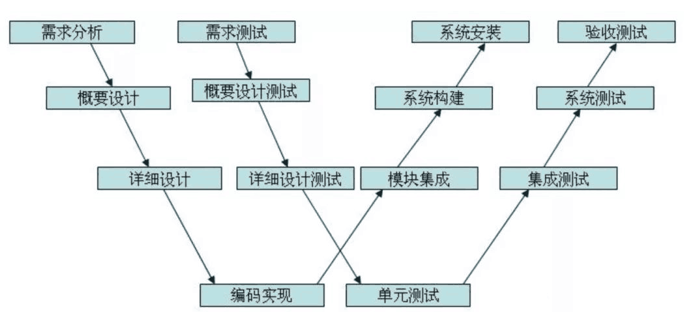 需求分析
需求测试
系统安装
验收测试
概要设计
概要设计测试
系统构建
系统测试
详细设计
详细设计测试
模块集成
集成测试
编码实现
单元测试